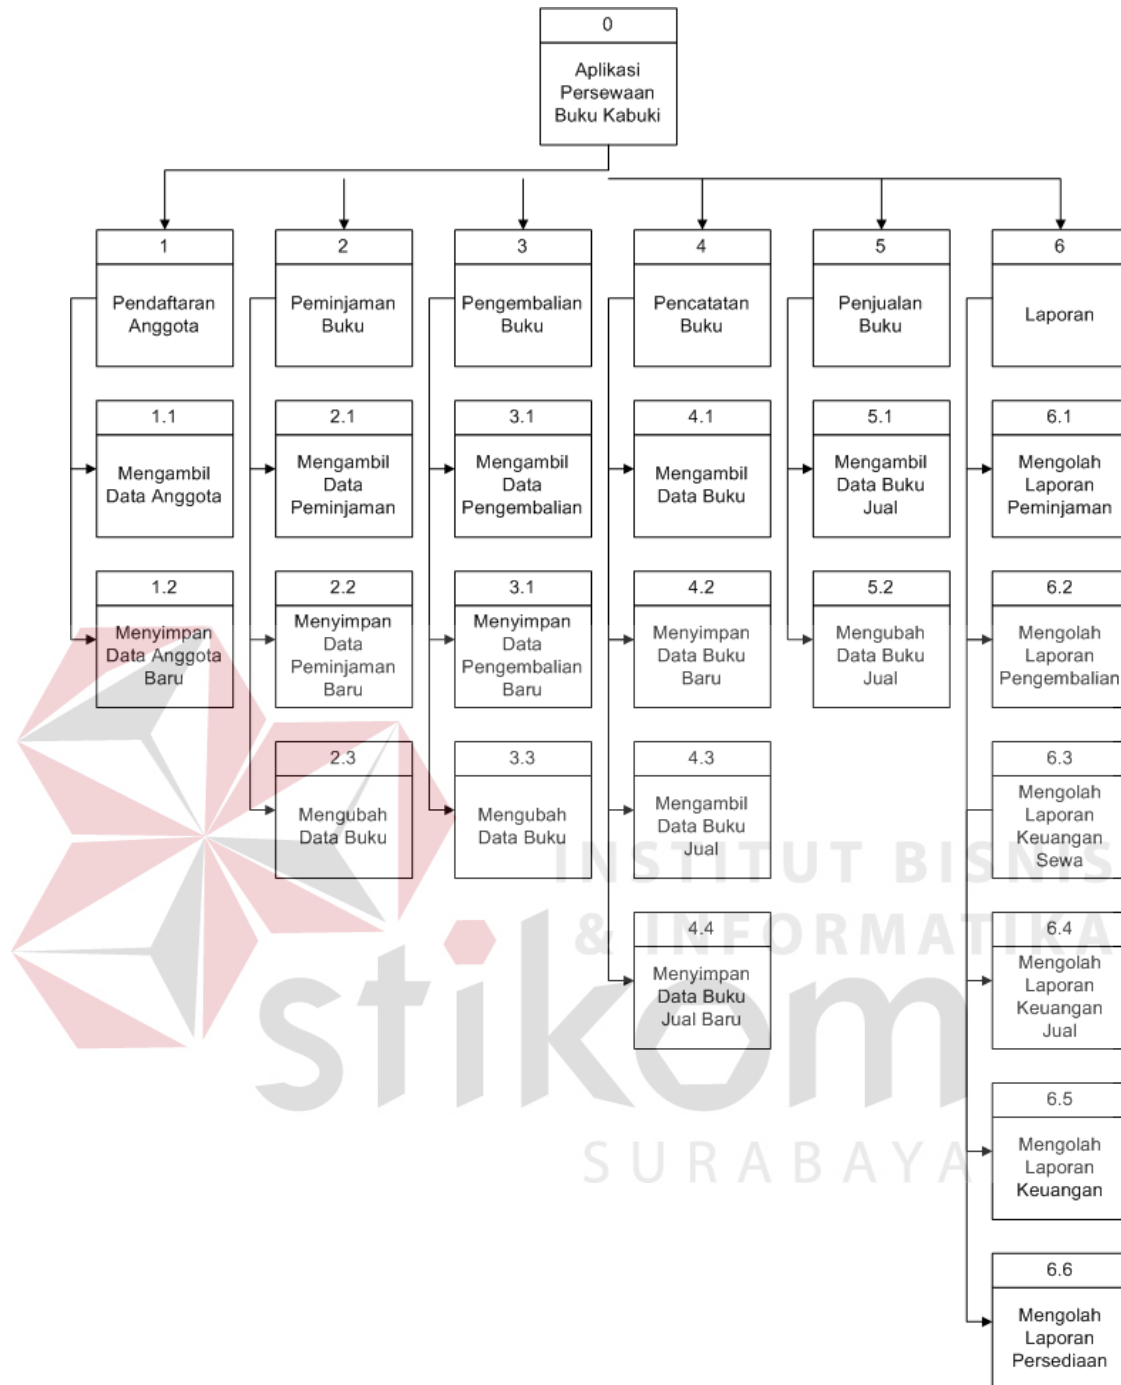 0
Aplikasi
Persewaan
Buku Kabuki
1
Pendaftaran
Anggota
2
Peminjaman
Buku
3
Pengembalian
Buku
4
Pencatatan
Buku
5
Penjualan
Buku
6
Laporan
1.1
Mengambil
Data Anggota
2.1
Mengambil
Data
Peminjaman
3.1
Mengambil
Data
Pengembalian
4.1
Mengambil
Data Buku
5.1
Mengambil
Data Buku
Jual
6.1
Mengolah
Laporan
Peminjaman
1.2
Menyimpan
Data Anggota
Baru
2.2
Menyimpan
Data
Peminjaman
Baru
3.1
Menyimpan
Data
Pengembalian
Baru
4.2
Menyimpan
Data Buku
Baru
5.2
Mengubah
Data Buku
Jual
6.2
Mengolah
Laporan
Pengembalian
2.3
Mengubah
Data Buku
3.3
Mengubah
Data Buku
4.3
Mengambil
Data Buku
Jual
6.3
Mengolah
Laporan
Keuangan
Sewa
4.4
Menyimpan
Data Buku
Jual Baru
6.4
Mengolah
Laporan
Keuangan
Jual
6.5
Mengolah
Laporan
Keuangan
6.6
Mengolah
Laporan
Persediaan
INSTITUT BISNIS
& INFORMATIKA
stikom
SURABAYA